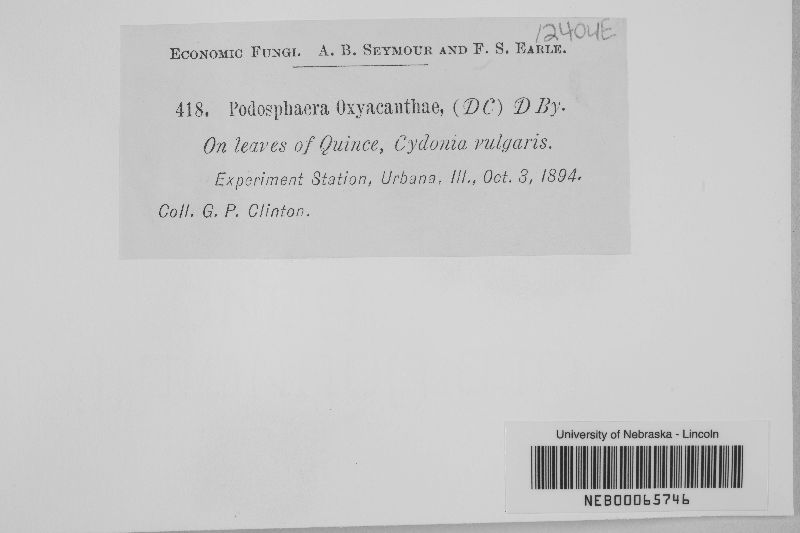 12404E
ECONOMIC FUNGI. A. B. SEYMOUR AND F. S. EARLE.
418. Podosphaera Oxyacanthae, (DC) D By.
On leaves of Quince, Cydonia vulgaris.
Experiment Station, Urbana, Ill., Oct. 3, 1894.
Coll. G. P. Clinton.
University of Nebraska - Lincoln
NEB00065746